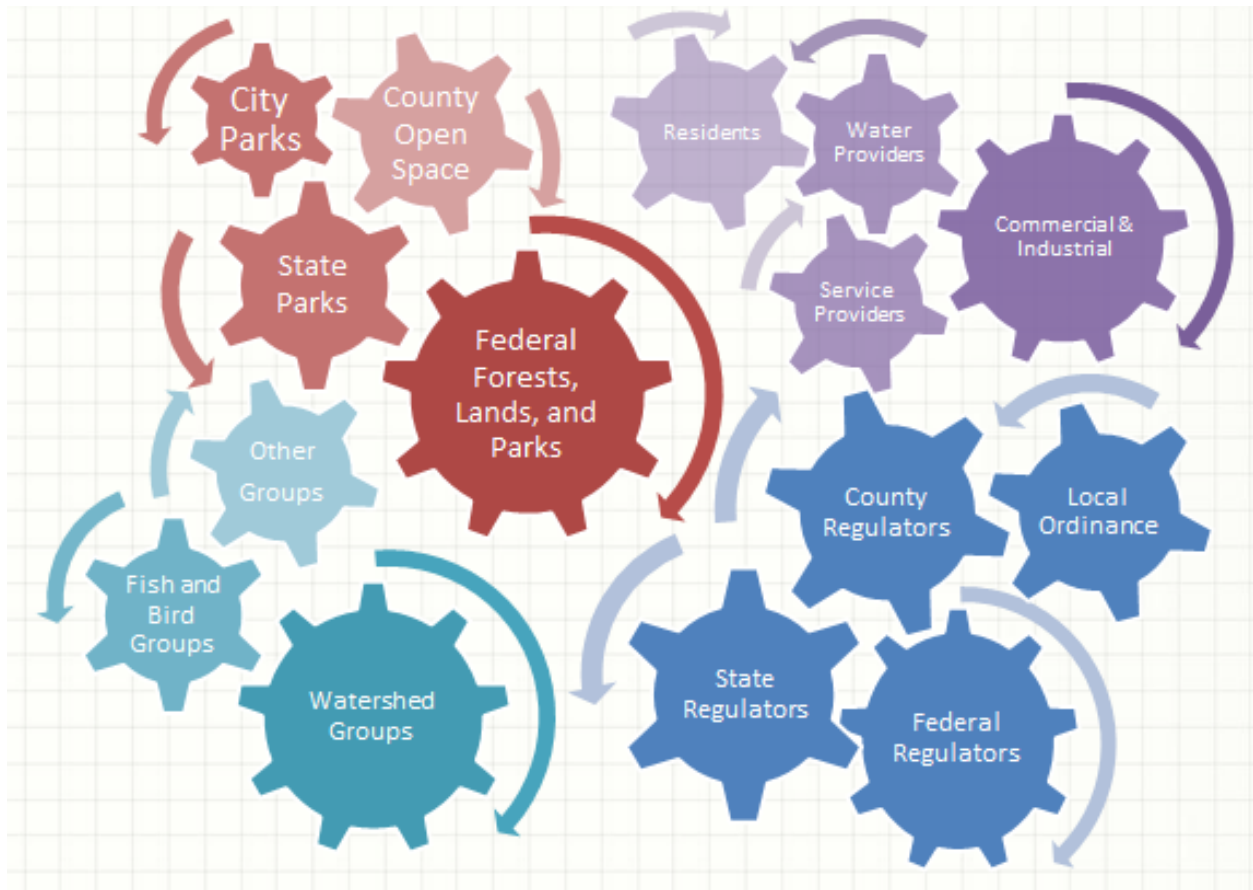 City
Parks
County
Open
Space
State
Parks
Federal
Forests,
Lands, and
Parks
Residents
Water
Providers
Commercial &
Industrial
Service
Providers
Other
Groups
Fish and
Bird
Groups
Watershed
Groups
County
Regulators
Local
Ordinance
State
Regulators
Federal
Regulators